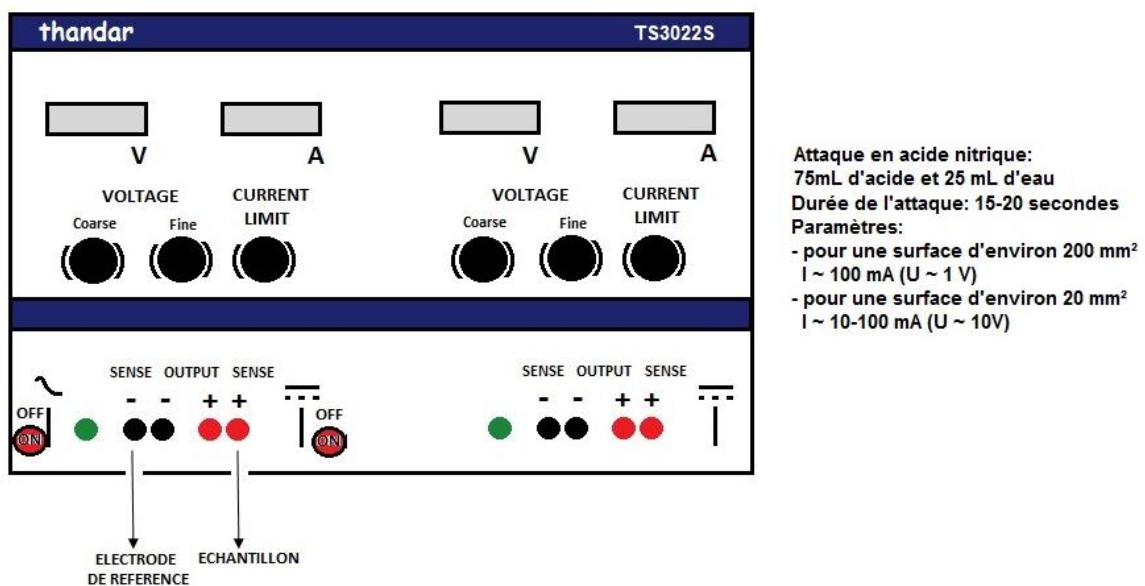 thandar TS3022S
V A V A
VOLTAGE CURRENT LIMIT VOLTAGE CURRENT LIMIT
Coarse Fine Coarse Fine
SENSE OUTPUT SENSE SENSE OUTPUT SENSE
- - + + - - + +
OFF OFF
ON ON
ELECTRODE
DE REFERENCE
ECHANTILLON
Attaque en acide nitrique:
75mL d'acide et 25 mL d'eau
Durée de l'attaque: 15-20 secondes
Paramètres:
- pour une surface d'environ 200 mm²
I ~ 100 mA (U ~ 1 V)
- pour une surface d'environ 20 mm²
I ~ 10-100 mA (U ~ 10V)